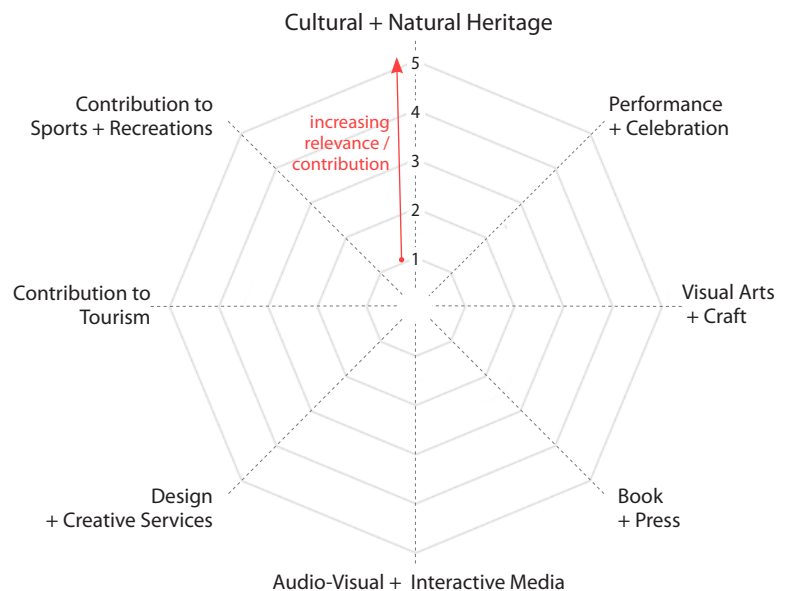 Cultural + Natural Heritage
5
Contribution to
Sports + Recreations
Performance
+ Celebration
increasing
relevance /
contribution
4
3
2
1
Contribution to
Tourism
Visual Arts
+ Craft
Design
+ Creative Services
Book
+ Press
Audio-Visual + Interactive Media